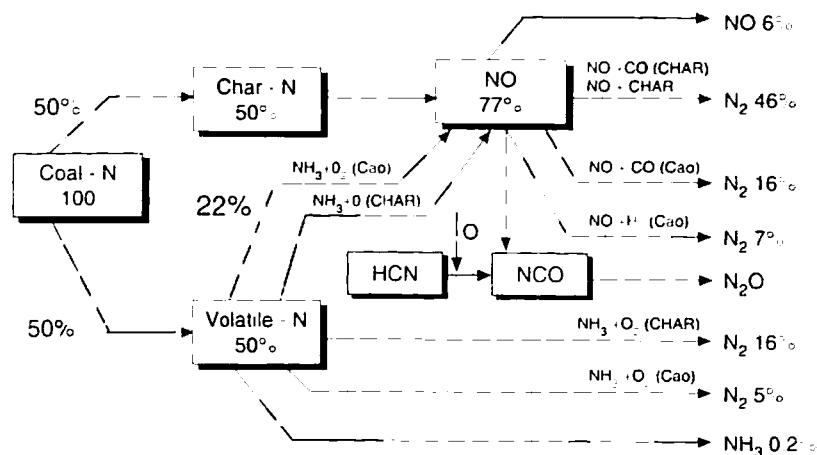 NO 6%
Char - N
50%
NO
77%
NO + CO (CHAR)
NO + CHAR
N₂ 46%
50%
Coal - N
100
NH₃+O₂ (Cao)
22%
NH₃+O (CHAR)
NO + CO (Cao)
N₂ 16%
NO + H (Cao)
N₂ 7%
O
HCN
NCO
N₂O
50%
Volatile - N
50%
NH₃ +O₂ (CHAR)
N₂ 16%
(Cao)
N₂ 5%
NH₃ 0 2%